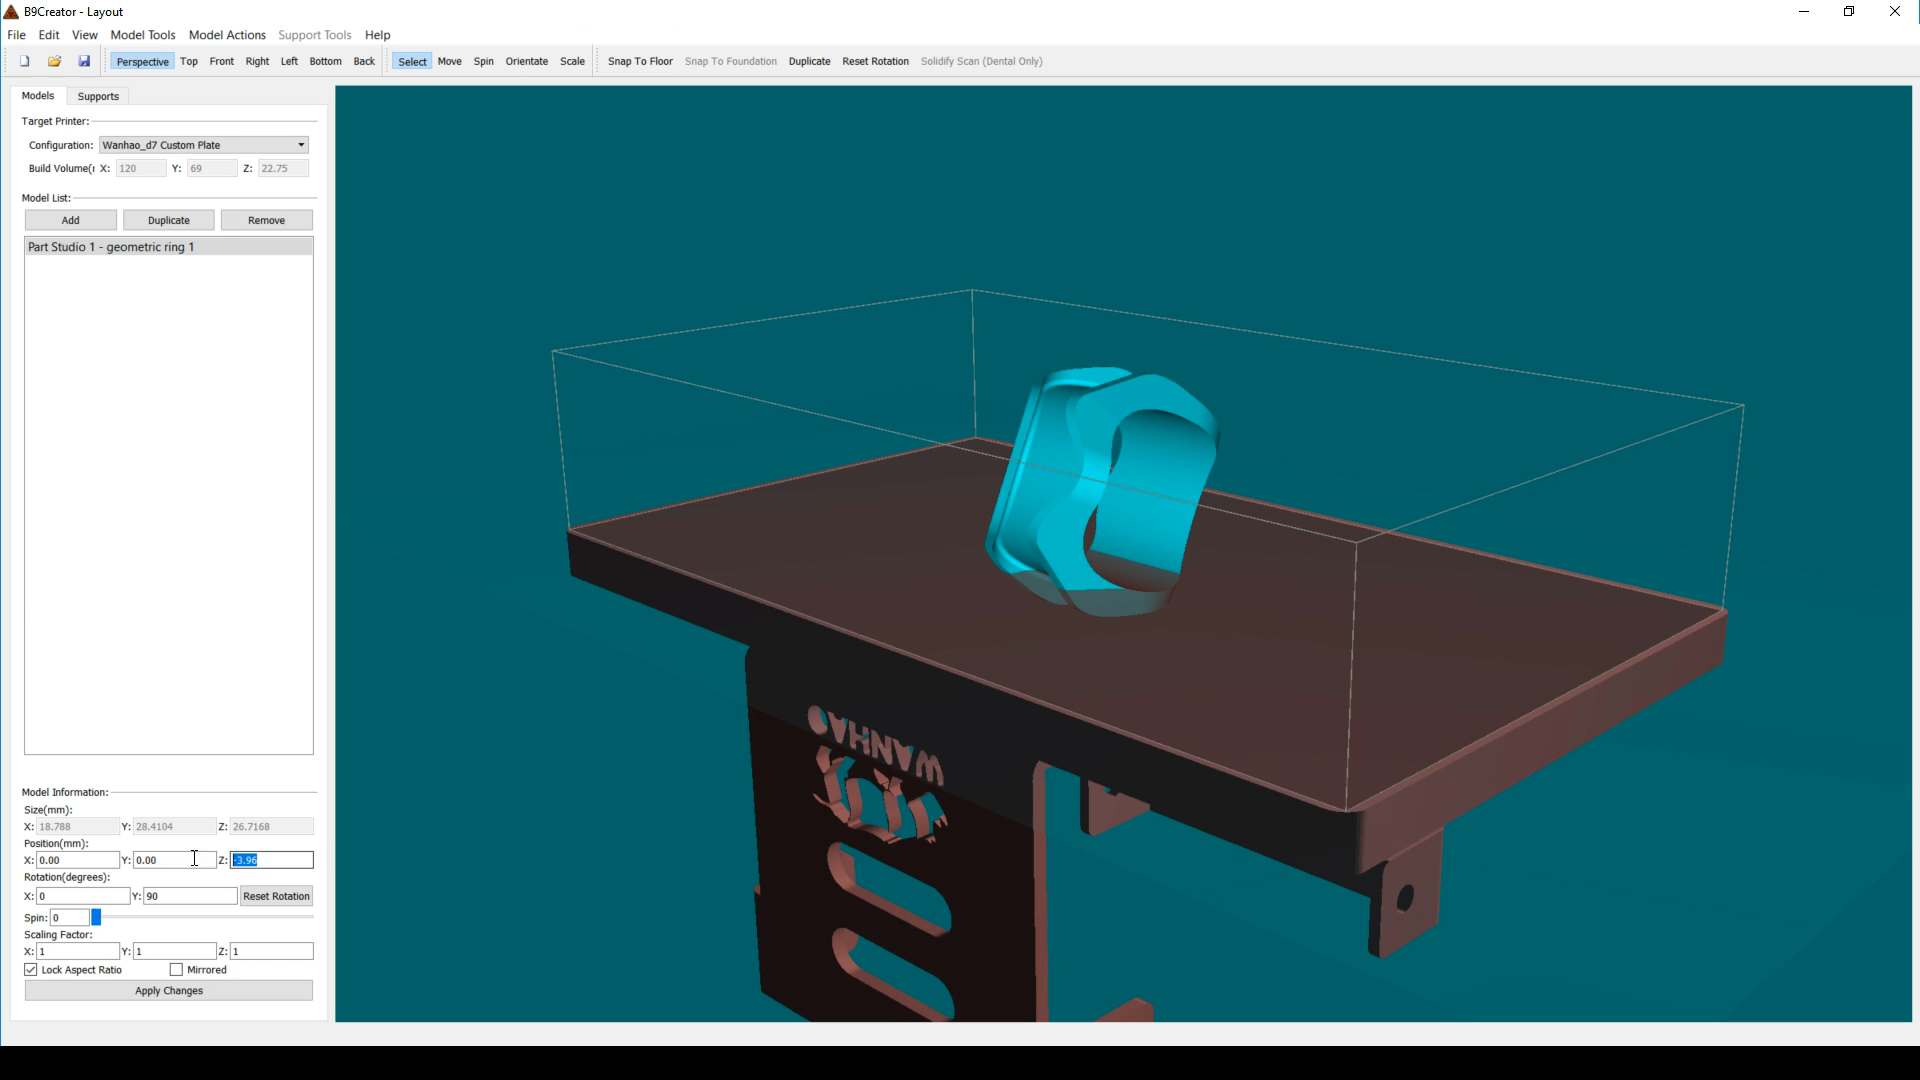 B9Creator - Layout
File Edit View Model Tools Model Actions Support Tools Help
Perspective Top Front Right Left Bottom Back Select Move Spin Orientate Scale Snap To Floor Snap To Foundation Duplicate Reset Rotation Solidify Scan (Dental Only)
Models Supports
Target Printer:
Configuration: Wanhao_d7 Custom Plate
Build Volume(r X: 120 Y: 69 Z: 22.75
Model List:
Add Duplicate Remove
Part Studio 1 - geometric ring 1
Model Information:
Size(mm):
X: 18.788 Y: 28.4104 Z: 26.7168
Position(mm):
X: 0.00 Y: 0.00 Z: -3.96
Rotation(degrees):
X: 0 Y: 90 Reset Rotation
Spin: 0
Scaling Factor:
X: 1 Y: 1 Z: 1
Lock Aspect Ratio Mirrored
Apply Changes
WANHAO